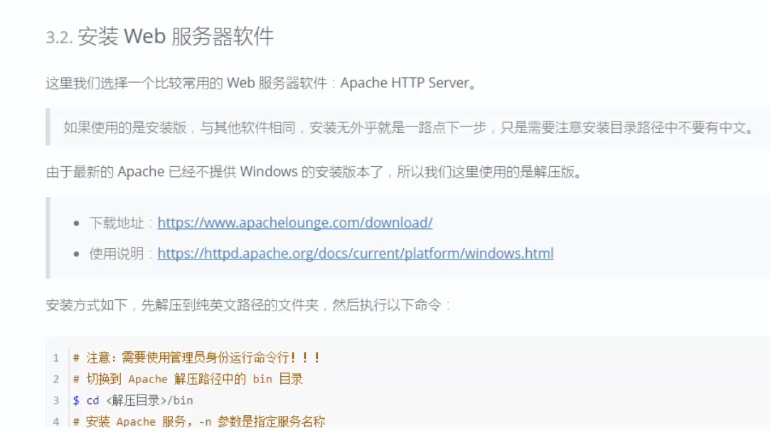 3.2. 安装 Web 服务器软件
这里我们选择一个比较常用的 Web 服务器软件：Apache HTTP Server。
如果使用的是安装版，与其他软件相同，安装无外乎就是一路点下一步，只是需要注意安装目录路径中不要有中文。
由于最新的 Apache 已经不提供 Windows 的安装版本了，所以我们这里使用的是解压版。
• 下载地址：https://www.apachelounge.com/download/
• 使用说明：https://httpd.apache.org/docs/current/platform/windows.html
安装方式如下，先解压到纯英文路径的文件夹，然后执行以下命令：
1 # 注意：需要使用管理员身份运行命令行！！！
2 # 切换到 Apache 解压路径中的 bin 目录
3 $ cd <解压目录>/bin
4 # 安装 Apache 服务，-n 参数是指定服务名称